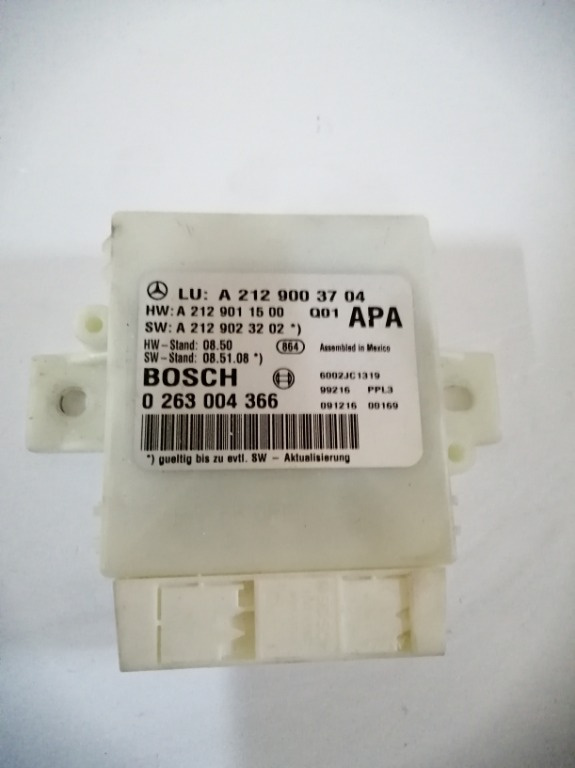 LU: A 212 900 37 04
HW: A 212 901 15 00 Q01 APA
SW: A 212 902 32 02 *)
HW-Stand: 08.50 864 Assembled in Mexico
SW-Stand: 08.51.08 *)
BOSCH 6002JC1319
99216 PPL3
0 263 004 366 091216 00169
*) gueltig bis zu evtl. SW - Aktualisierung